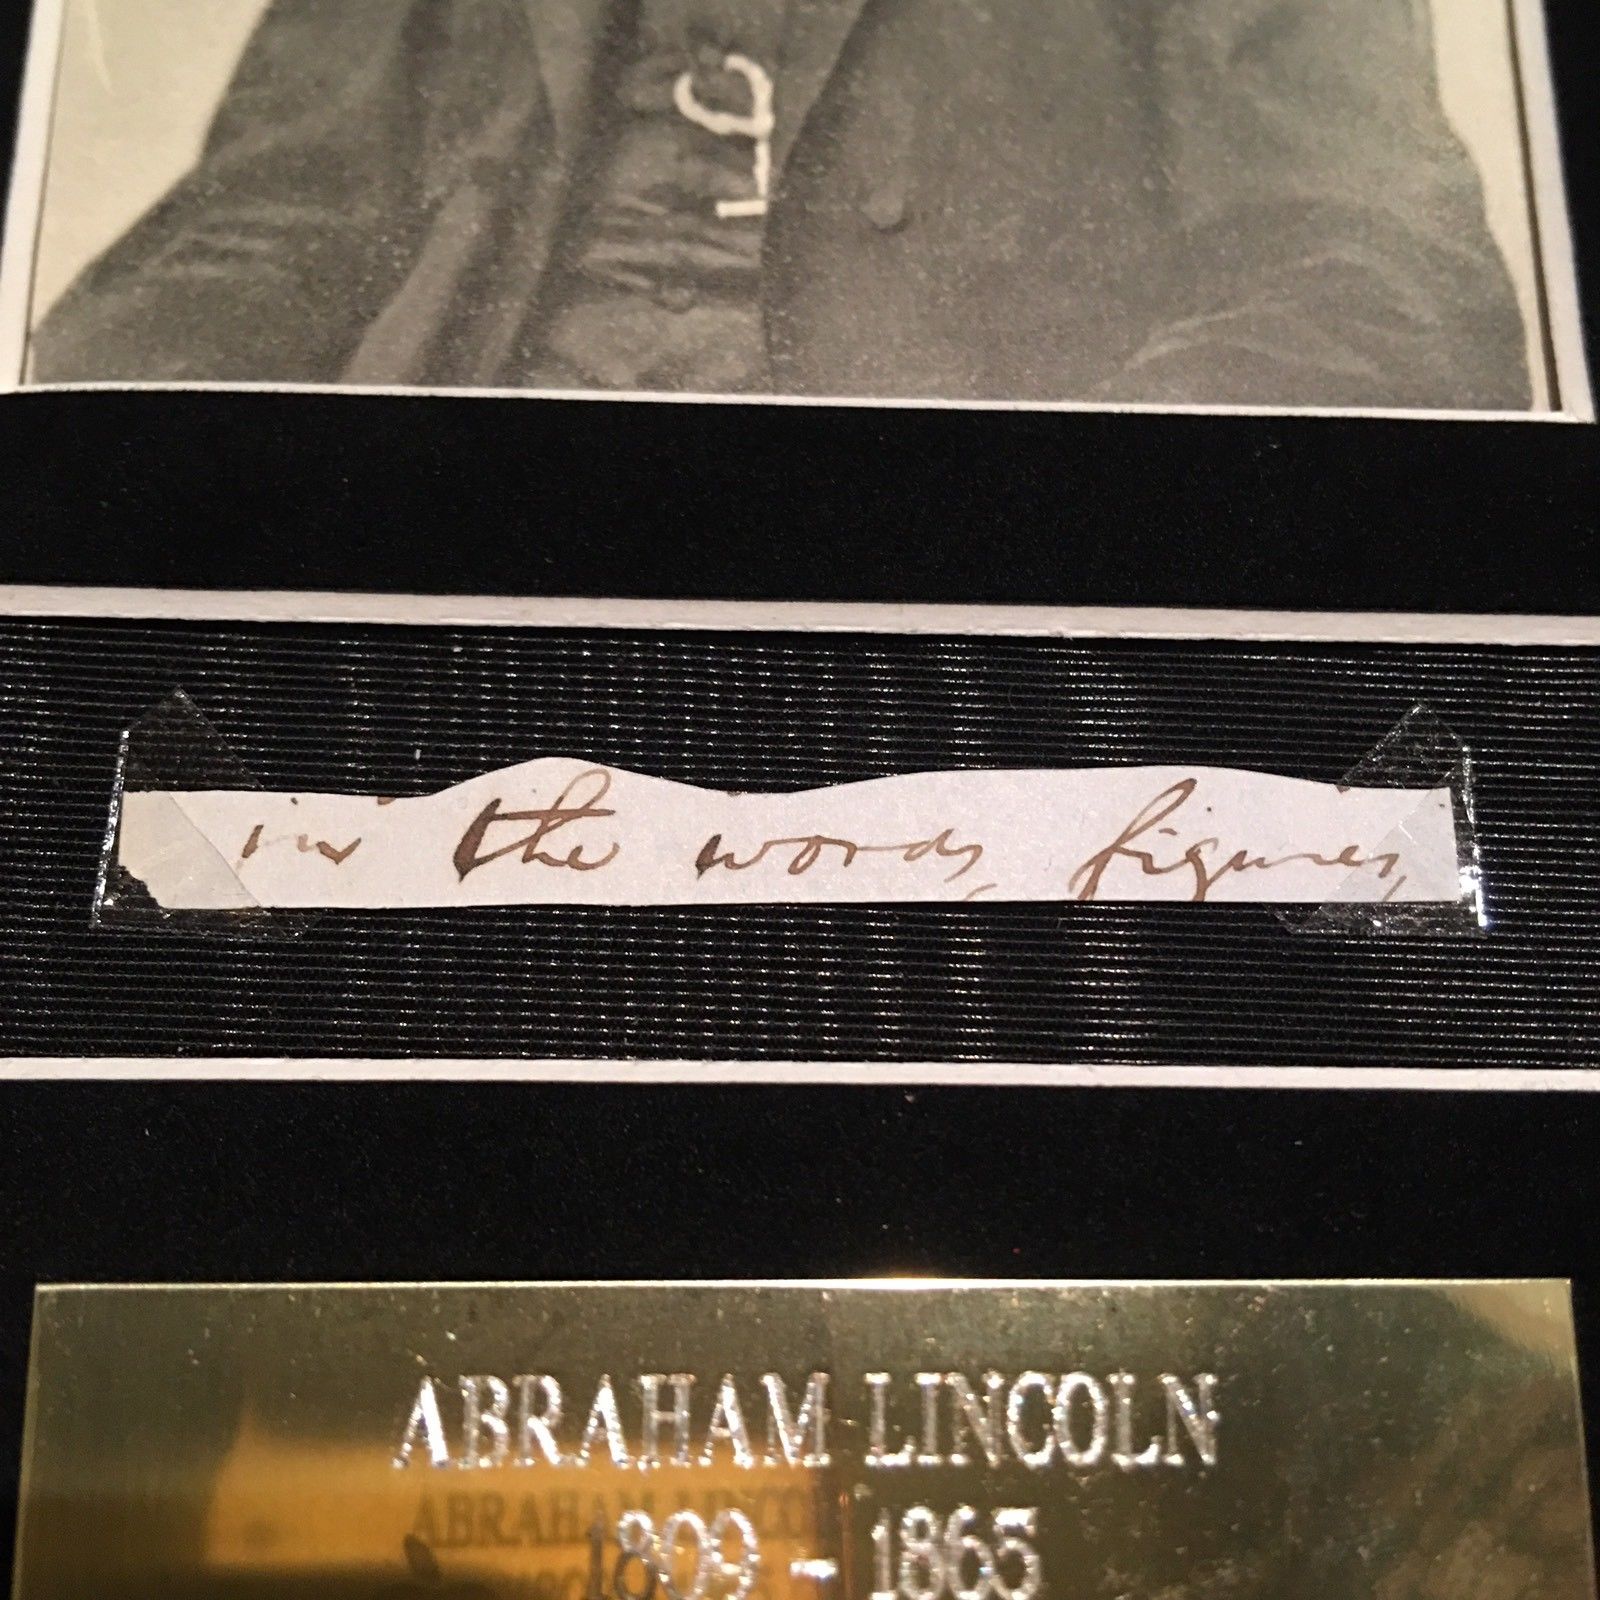 in the words, figures,
ABRAHAM LINCOLN
1809 - 1865